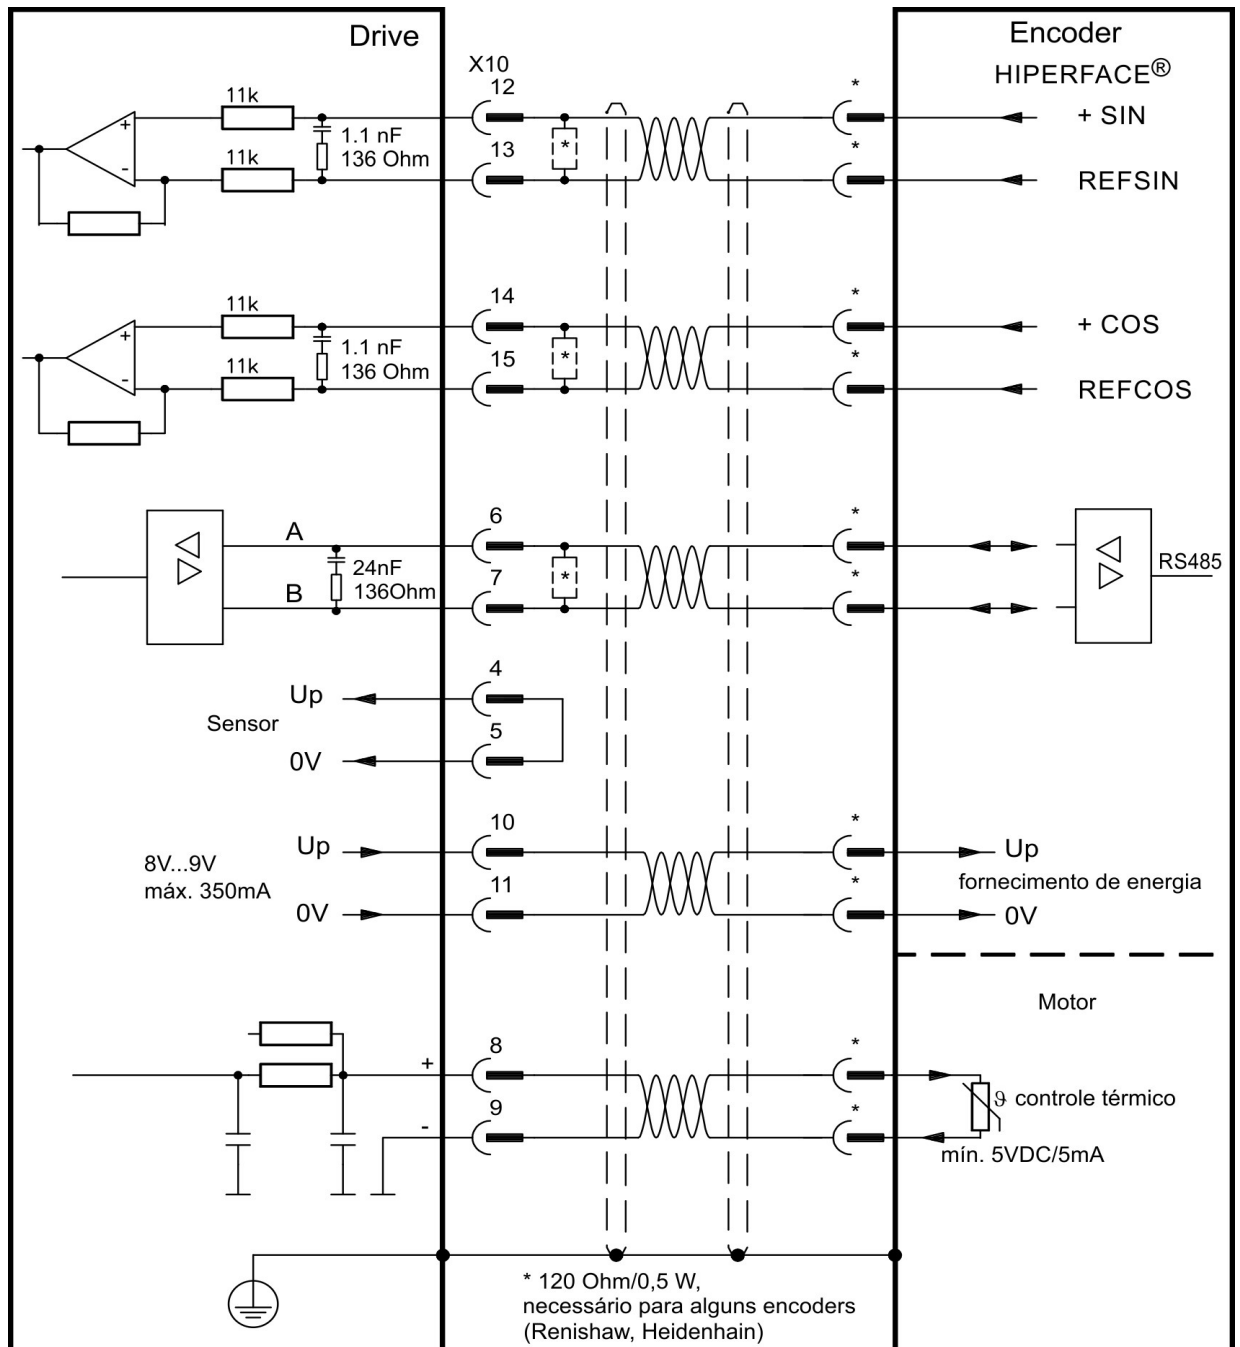 Drive
Encoder
HIPERFACE®
X10
12
*
+ SIN
11k
+
1.1 nF
136 Ohm
*
13
*
REFSIN
11k
-
14
*
+ COS
11k
+
1.1 nF
136 Ohm
*
15
*
REFCOS
11k
-
6
*
A
24nF
136Ohm
*
RS485
7
*
B
4
Up
Sensor
5
0V
10
*
Up
Up
8V...9V
máx. 350mA
fornecimento de energia
11
*
0V
0V
Motor
8
*
+
ϑ controle térmico
9
*
-
mín. 5VDC/5mA
* 120 Ohm/0,5 W,
necessário para alguns encoders
(Renishaw, Heidenhain)